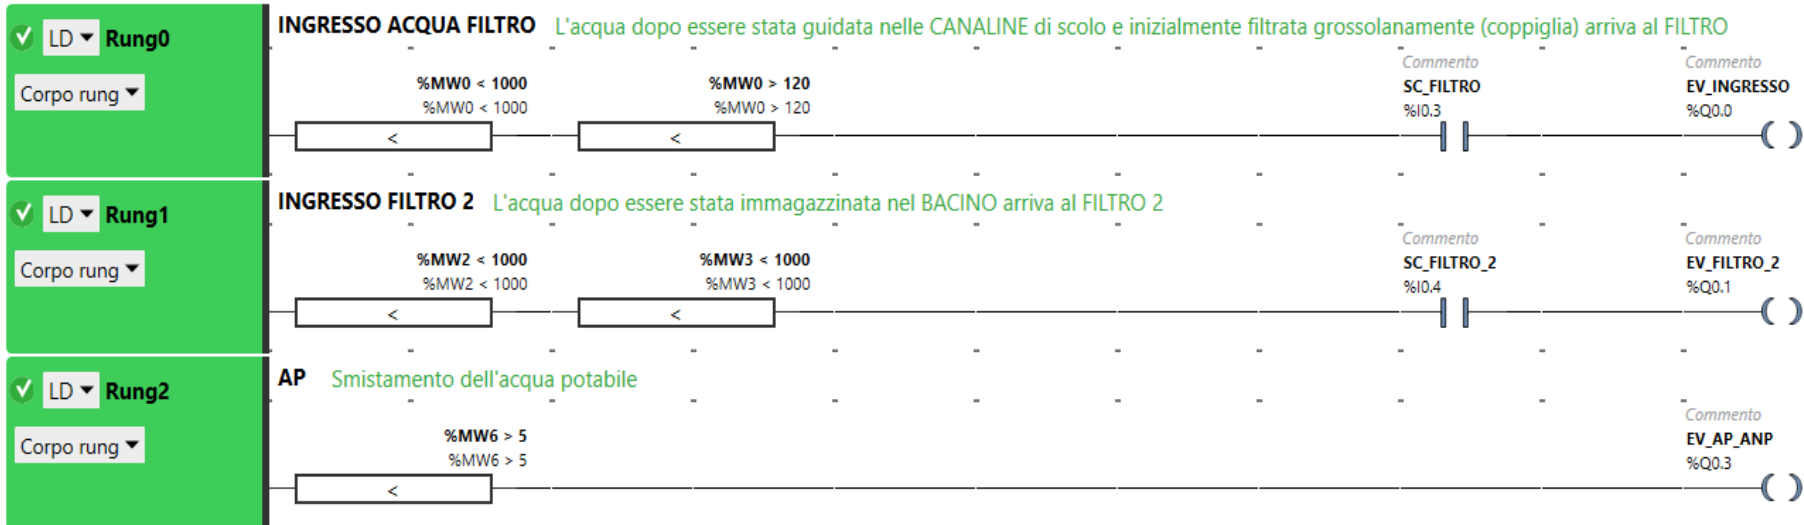 LD Rung0
Corpo rung
INGRESSO ACQUA FILTRO L'acqua dopo essere stata guidata nelle CANALINE di scolo e inizialmente filtrata grossolanamente (coppiglia) arriva al FILTRO
%MW0 < 1000
%MW0 < 1000
<
%MW0 > 120
%MW0 > 120
<
Commento
SC_FILTRO
%I0.3
Commento
EV_INGRESSO
%Q0.0
LD Rung1
Corpo rung
INGRESSO FILTRO 2 L'acqua dopo essere stata immagazzinata nel BACINO arriva al FILTRO 2
%MW2 < 1000
%MW2 < 1000
<
%MW3 < 1000
%MW3 < 1000
<
Commento
SC_FILTRO_2
%I0.4
Commento
EV_FILTRO_2
%Q0.1
LD Rung2
Corpo rung
AP Smistamento dell'acqua potabile
%MW6 > 5
%MW6 > 5
<
Commento
EV_AP_ANP
%Q0.3